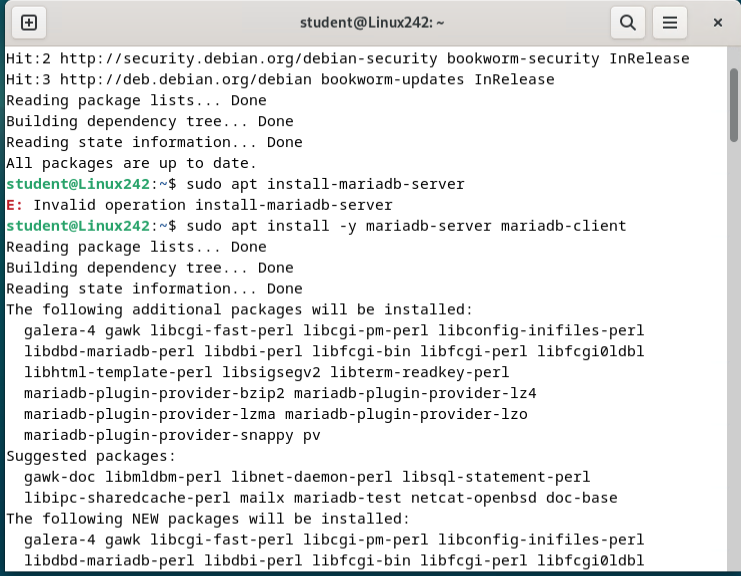 student@Linux242: ~
Hit:2 http://security.debian.org/debian-security bookworm-security InRelease
Hit:3 http://deb.debian.org/debian bookworm-updates InRelease
Reading package lists... Done
Building dependency tree... Done
Reading state information... Done
All packages are up to date.
student@Linux242:~$ sudo apt install-mariadb-server
E: Invalid operation install-mariadb-server
student@Linux242:~$ sudo apt install -y mariadb-server mariadb-client
Reading package lists... Done
Building dependency tree... Done
Reading state information... Done
The following additional packages will be installed:
  galera-4 gawk libcgi-fast-perl libcgi-pm-perl libconfig-inifiles-perl
  libdbd-mariadb-perl libdbi-perl libfcgi-bin libfcgi-perl libfcgi0ldbl
  libhtml-template-perl libsigsegv2 libterm-readkey-perl
  mariadb-plugin-provider-bzip2 mariadb-plugin-provider-lz4
  mariadb-plugin-provider-lzma mariadb-plugin-provider-lzo
  mariadb-plugin-provider-snappy pv
Suggested packages:
  gawk-doc libmldbm-perl libnet-daemon-perl libsql-statement-perl
  libipc-sharedcache-perl mailx mariadb-test netcat-openbsd doc-base
The following NEW packages will be installed:
  galera-4 gawk libcgi-fast-perl libcgi-pm-perl libconfig-inifiles-perl
  libdbd-mariadb-perl libdbi-perl libfcgi-bin libfcgi-perl libfcgi0ldbl